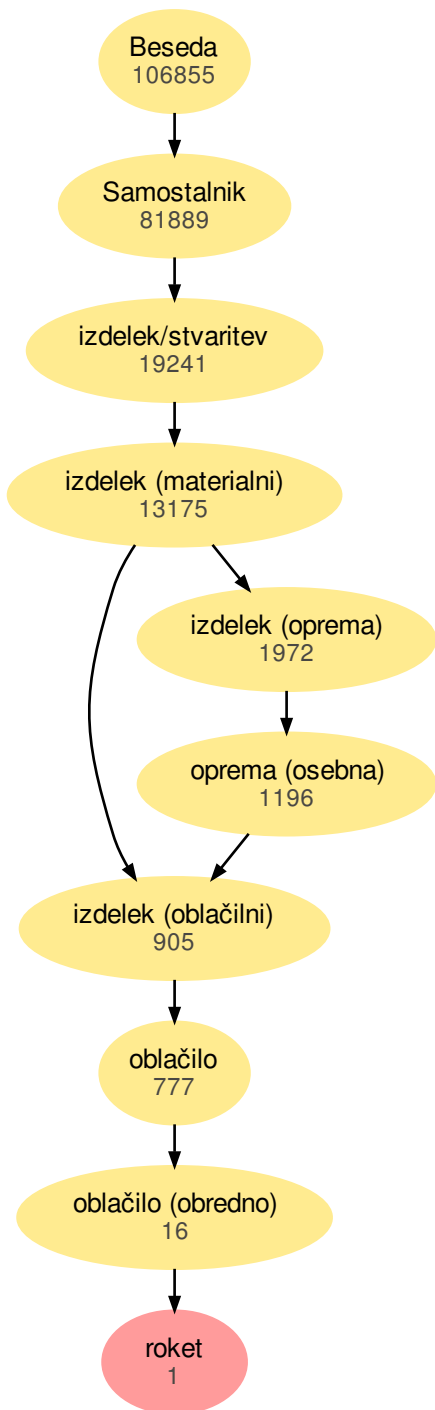 Beseda
106855
Samostalnik
81889
izdelek/stvaritev
19241
izdelek (materialni)
13175
izdelek (oprema)
1972
oprema (osebna)
1196
izdelek (oblačilni)
905
oblačilo
777
oblačilo (obredno)
16
roket
1